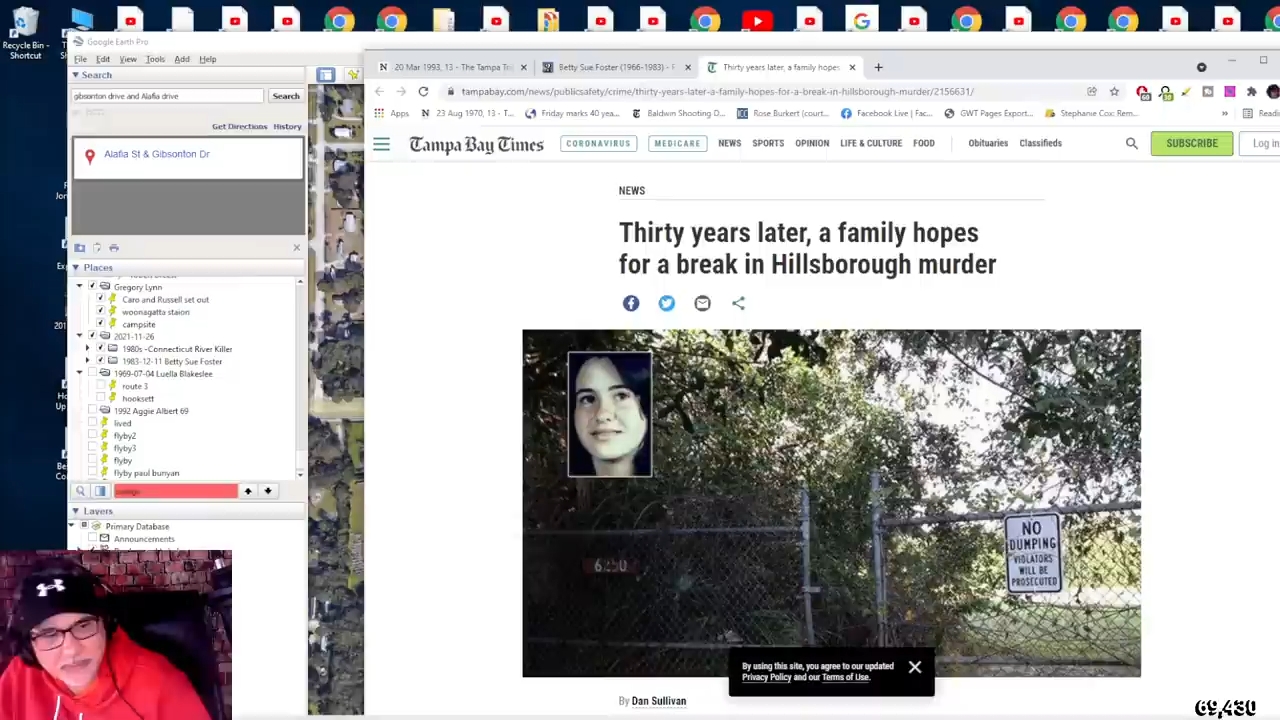 Recycle Bin -
Shortcut
Google Earth Pro
File Edit View Tools Add Help
Search
gibsonton drive and Alafia drive
Search
Get Directions History
Alafia St & Gibsonton Dr
Places
Gregory Lynn
Caro and Russell set out
woonagatta staion
campsite
2021-11-26
1980s -Connecticut River Killer
1983-12-11 Betty Sue Foster
1969-07-04 Luella Blakeslee
route 3
hooksett
1992 Aggie Albert 69
lived
flyby2
flyby3
flyby
flyby paul bunyan
Layers
Primary Database
Announcements
20 Mar 1993, 13 - The Tampa Tri
Betty Sue Foster (1966-1983) - F
Thirty years later, a family hopes
tampabay.com/news/publicsafety/crime/thirty-years-later-a-family-hopes-for-a-break-in-hillsborough-murder/2156631/
Apps
23 Aug 1970, 13 - T...
Friday marks 40 yea...
Baldwin Shooting D...
Rose Burkert (court...
Facebook Live | Fac...
GWT Pages Export...
Stephanie Cox: Rem...
»
Readi
Tampa Bay Times
CORONAVIRUS
MEDICARE
NEWS SPORTS OPINION LIFE & CULTURE FOOD
Obituaries Classifieds
SUBSCRIBE
Log in
NEWS
Thirty years later, a family hopes
for a break in Hillsborough murder
6250
NO
DUMPING
VIOLATORS
WILL BE
PROSECUTED
By using this site, you agree to our updated
Privacy Policy and our Terms of Use.
By Dan Sullivan
69,480